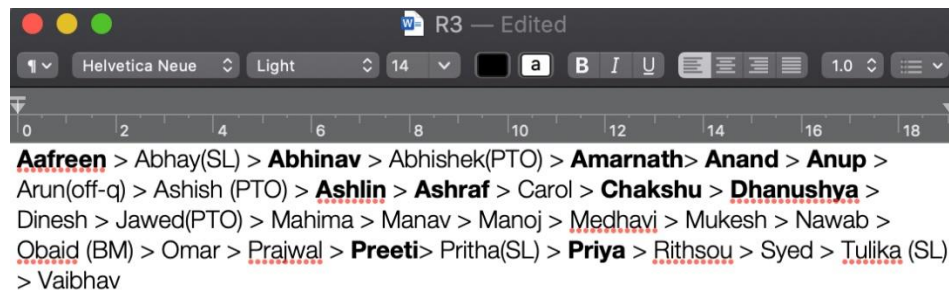 R3 — Edited
Helvetica Neue Light 14 a B I U 1.0
0 2 4 6 8 10 12 14 16 18
Aafreen > Abhay(SL) > Abhinav > Abhishek(PTO) > Amarnath> Anand > Anup >
Arun(off-q) > Ashish (PTO) > Ashlin > Ashraf > Carol > Chakshu > Dhanushya >
Dinesh > Jawed(PTO) > Mahima > Manav > Manoj > Medhavi > Mukesh > Nawab >
Obaid (BM) > Omar > Prajwal > Preeti> Pritha(SL) > Priya > Rithsou > Syed > Tulika (SL)
> Vaibhav